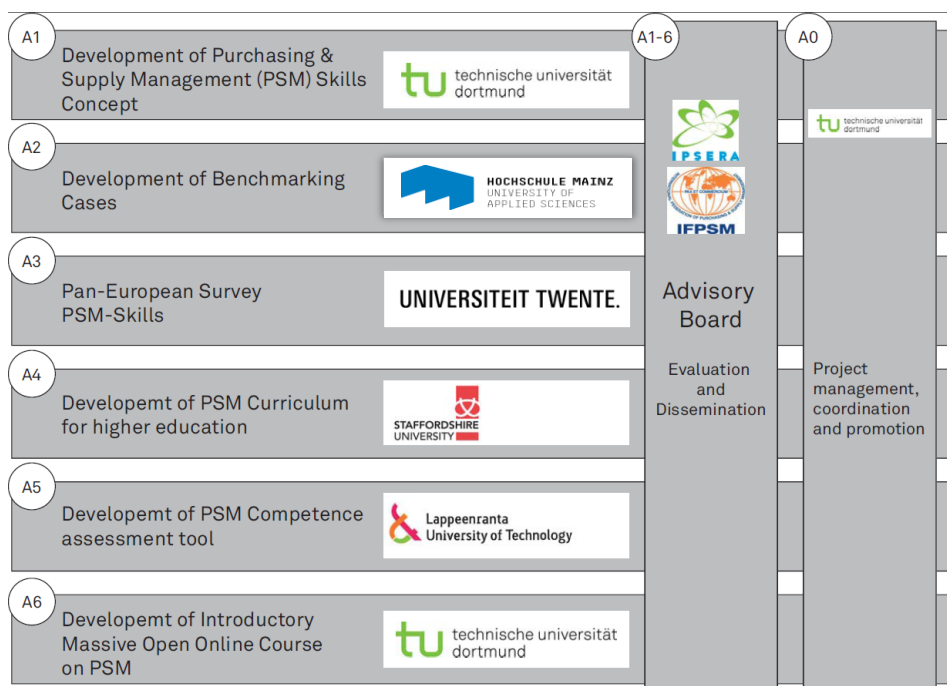 A1
Development of Purchasing &
Supply Management (PSM) Skills
Concept
tu technische universität
dortmund
A2
Development of Benchmarking
Cases
HOCHSCHULE MAINZ
UNIVERSITY OF
APPLIED SCIENCES
A3
Pan-European Survey
PSM-Skills
UNIVERSITEIT TWENTE.
A4
Developemt of PSM Curriculum
for higher education
STAFFORDSHIRE
UNIVERSITY
A5
Developemt of PSM Competence
assessment tool
Lappeenranta
University of Technology
A6
Developemt of Introductory
Massive Open Online Course
on PSM
tu technische universität
dortmund
A1-6
IPSERA
IFPSM
Advisory
Board
Evaluation
and
Dissemination
A0
tu technische universität
dortmund
Project
management,
coordination
and promotion